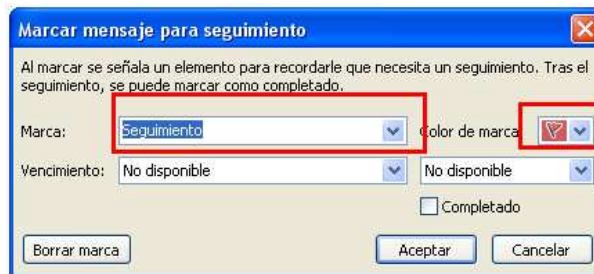 Marcar mensaje para seguimiento
Al marcar se señala un elemento para recordarle que necesita un seguimiento. Tras el
seguimiento, se puede marcar como completado.
Marca: Seguimiento Color de marca
Vencimiento: No disponible No disponible
Completado
Borrar marca Aceptar Cancelar